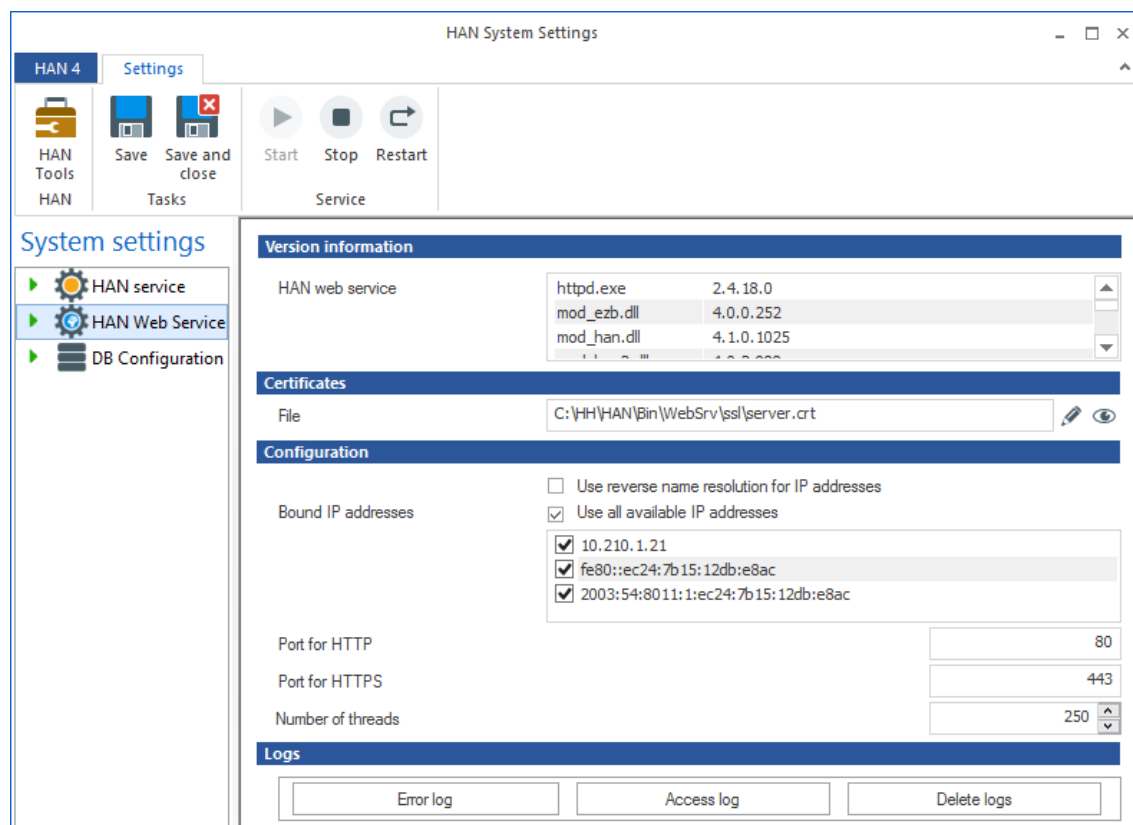 HAN System Settings
HAN 4 Settings
HAN Tools
Save
Save and close
Start
Stop
Restart
HAN
Tasks
Service
System settings
HAN service
HAN Web Service
DB Configuration
Version information
HAN web service
httpd.exe 2.4.18.0
mod_ezb.dll 4.0.0.252
mod_han.dll 4.1.0.1025
Certificates
File C:\HH\HAN\Bin\WebSrv\ssl\server.crt
Configuration
Use reverse name resolution for IP addresses
Bound IP addresses Use all available IP addresses
10.210.1.21
fe80::ec24:7b15:12db:e8ac
2003:54:8011:1:ec24:7b15:12db:e8ac
Port for HTTP 80
Port for HTTPS 443
Number of threads 250
Logs
Error log Access log Delete logs